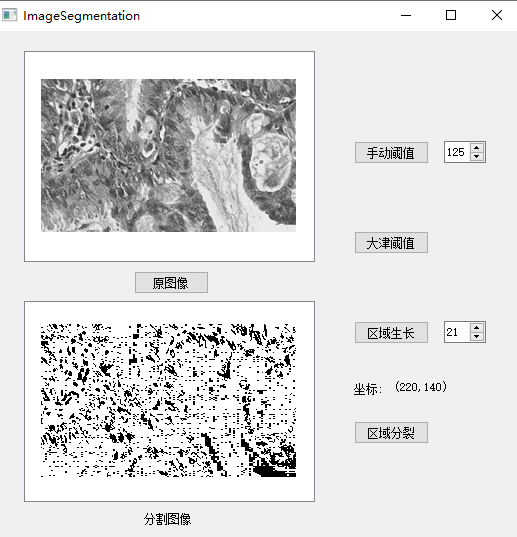 ImageSegmentation
手动阈值 125
大津阈值
原图像
区域生长 21
坐标: (220,140)
区域分裂
分割图像